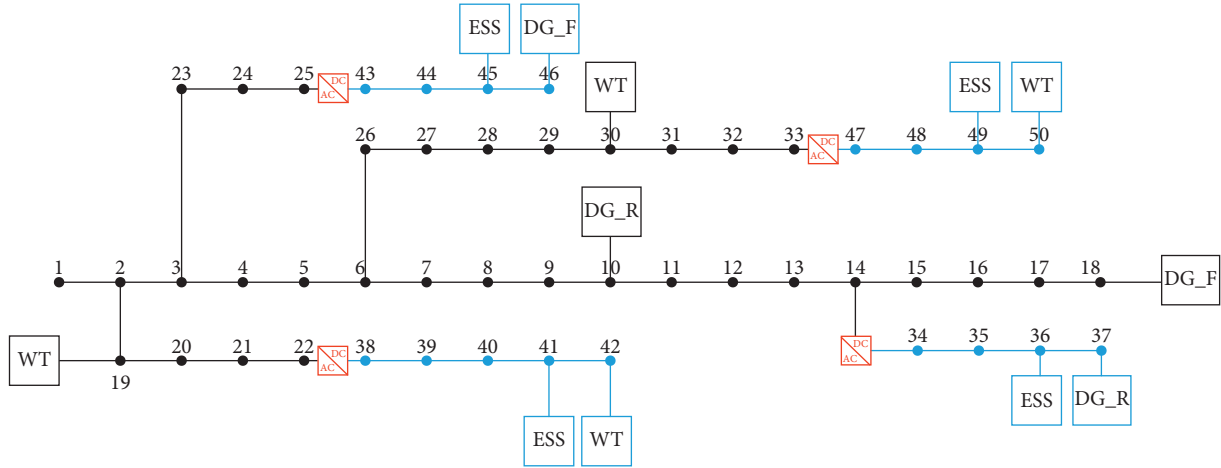 ESS DG_F
23 24 25 DC AC 43 44 45 46
WT ESS WT
26 27 28 29 30 31 32 33 DC AC 47 48 49 50
DG_R
1 2 3 4 5 6 7 8 9 10 11 12 13 14 15 16 17 18 DG_F
WT 19 20 21 22 DC AC 38 39 40 41 42 DC AC 34 35 36 37
ESS DG_R
ESS WT